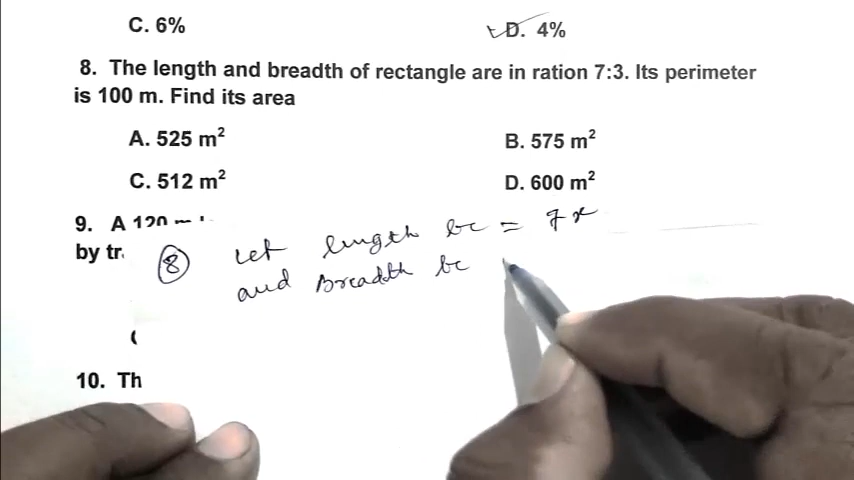 C. 6%
D. 4%
8. The length and breadth of rectangle are in ration 7:3. Its perimeter
is 100 m. Find its area
A. 525 m²
B. 575 m²
C. 512 m²
D. 600 m²
9. A 120 m
by tr
8 Let length be = 7x
and Breadth be
10. Th